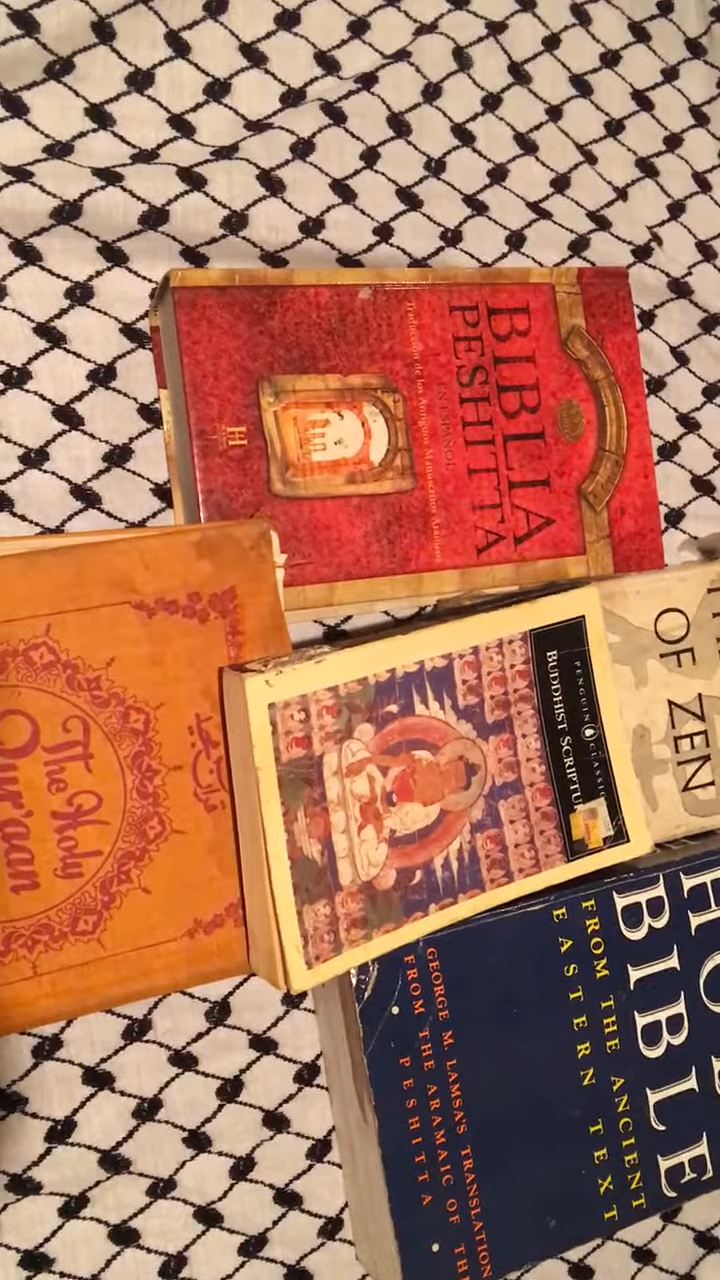 BIBLIA
PESHITTA
EN ESPAÑOL
Traducción de los Antiguos Manuscritos Arameos
H
OF ZEN
PENGUIN CLASSICS
BUDDHIST SCRIPTU
The Holy
Qur'aan
BIBLE
FROM THE ANCIENT
EASTERN TEXT
GEORGE M. LAMSA'S TRANSLATION
FROM THE ARAMAIC OF THE
PESHITTA